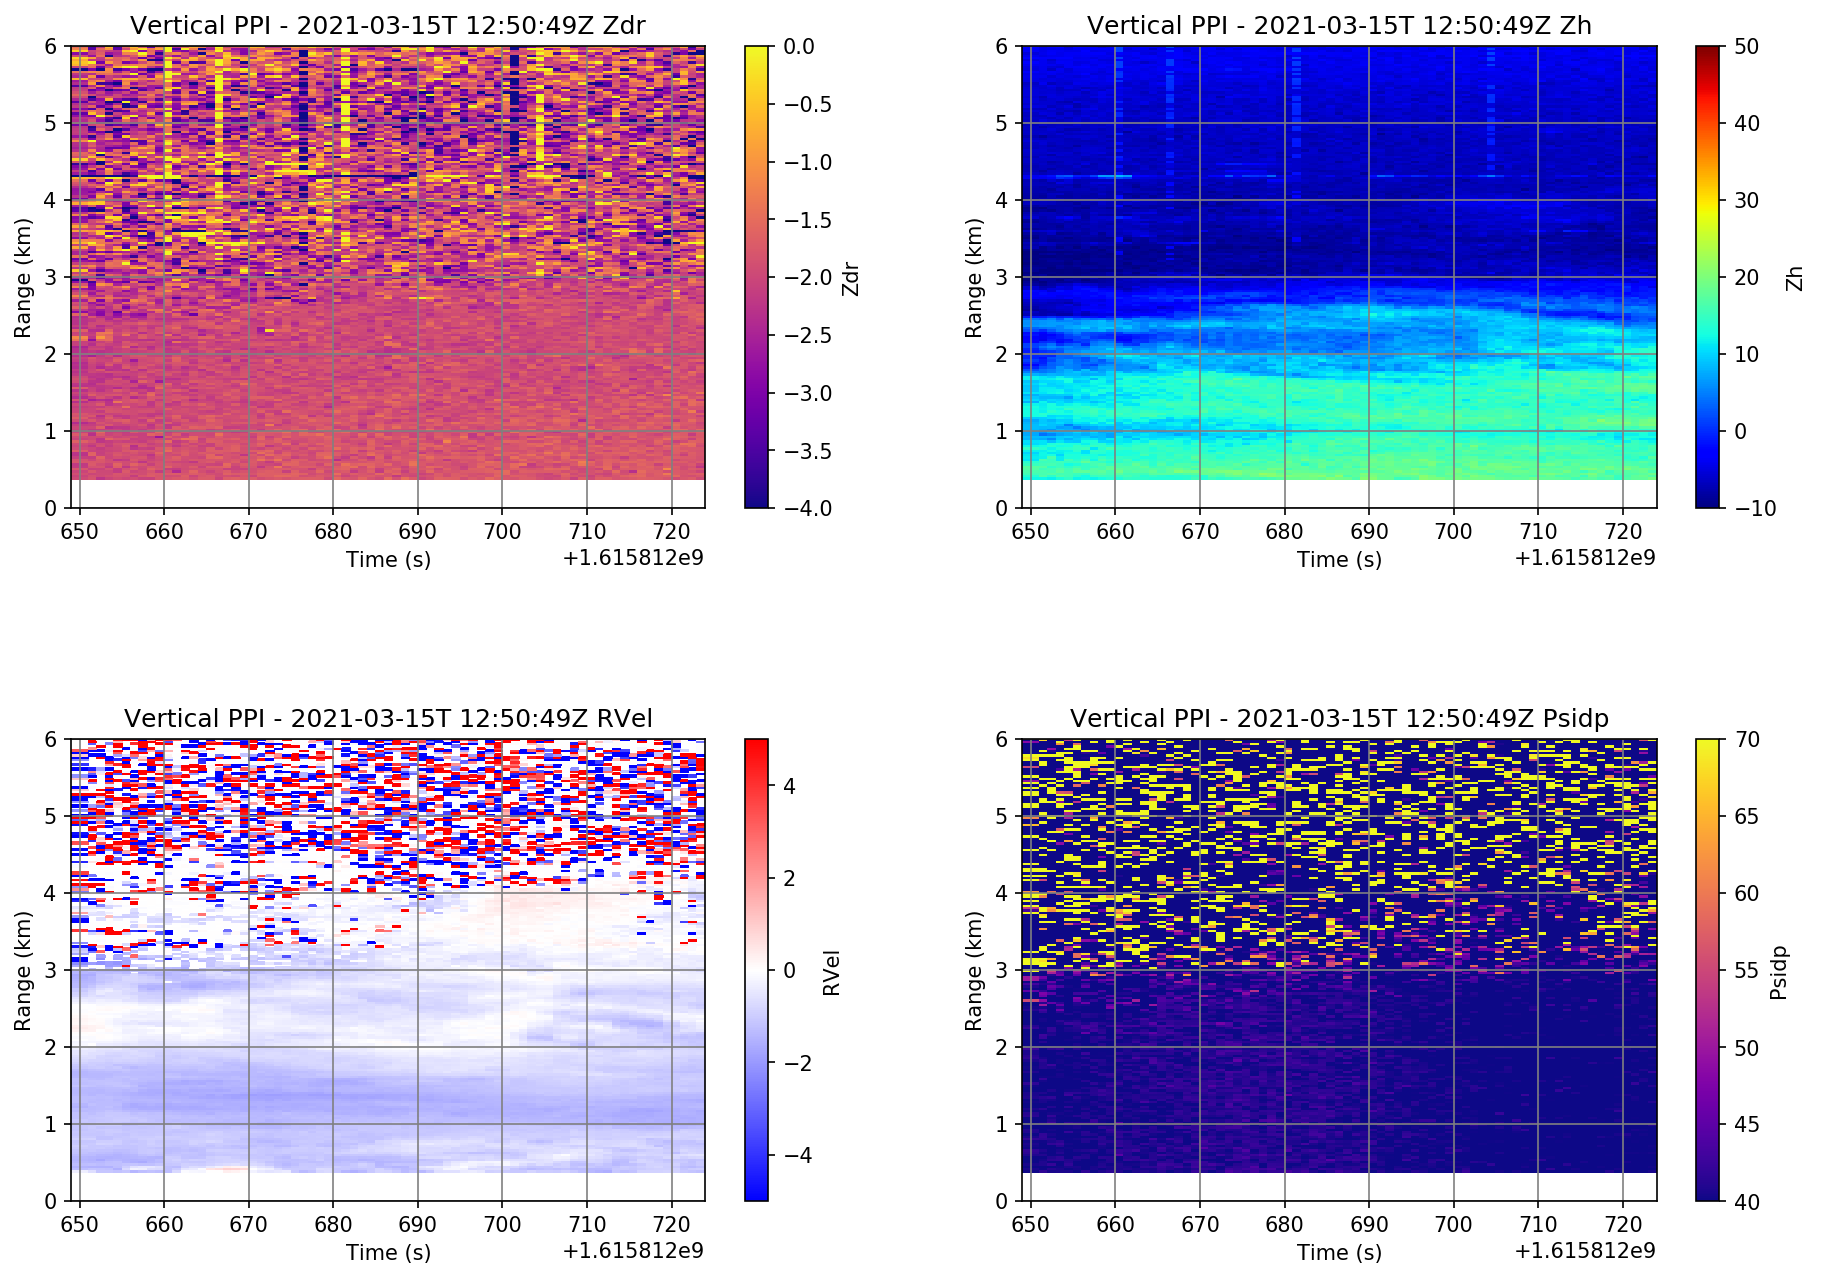 Vertical PPI - 2021-03-15T 12:50:49Z Zdr
6
5
4
3
2
1
0
Range (km)
650 660 670 680 690 700 710 720
Time (s)
+1.615812e9
0.0
−0.5
−1.0
−1.5
−2.0
−2.5
−3.0
−3.5
−4.0
Zdr
Vertical PPI - 2021-03-15T 12:50:49Z Zh
6
5
4
3
2
1
0
Range (km)
650 660 670 680 690 700 710 720
Time (s)
+1.615812e9
50
40
30
20
10
0
−10
Zh
Vertical PPI - 2021-03-15T 12:50:49Z RVel
6
5
4
3
2
1
0
Range (km)
650 660 670 680 690 700 710 720
Time (s)
+1.615812e9
4
2
0
−2
−4
RVel
Vertical PPI - 2021-03-15T 12:50:49Z Psidp
6
5
4
3
2
1
0
Range (km)
650 660 670 680 690 700 710 720
Time (s)
+1.615812e9
70
65
60
55
50
45
40
Psidp